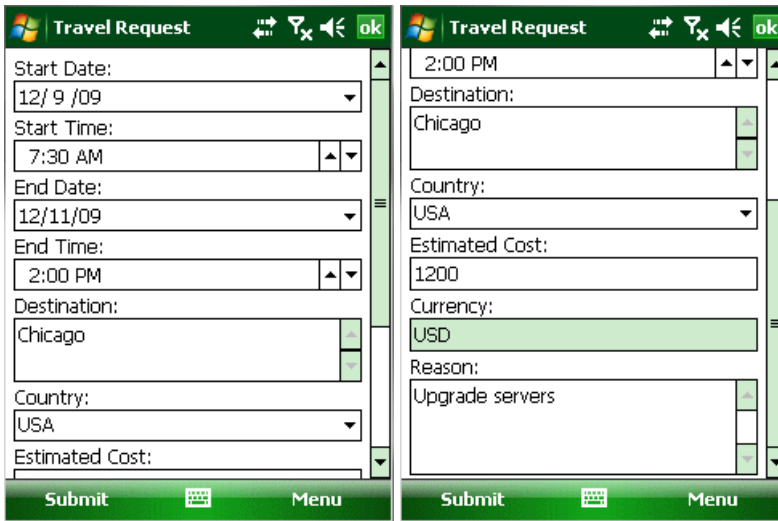 Travel Request
ok
Start Date:
12/ 9 /09
Start Time:
7:30 AM
End Date:
12/11/09
End Time:
2:00 PM
Destination:
Chicago
Country:
USA
Estimated Cost:
Submit
Menu
Travel Request
ok
2:00 PM
Destination:
Chicago
Country:
USA
Estimated Cost:
1200
Currency:
USD
Reason:
Upgrade servers
Submit
Menu